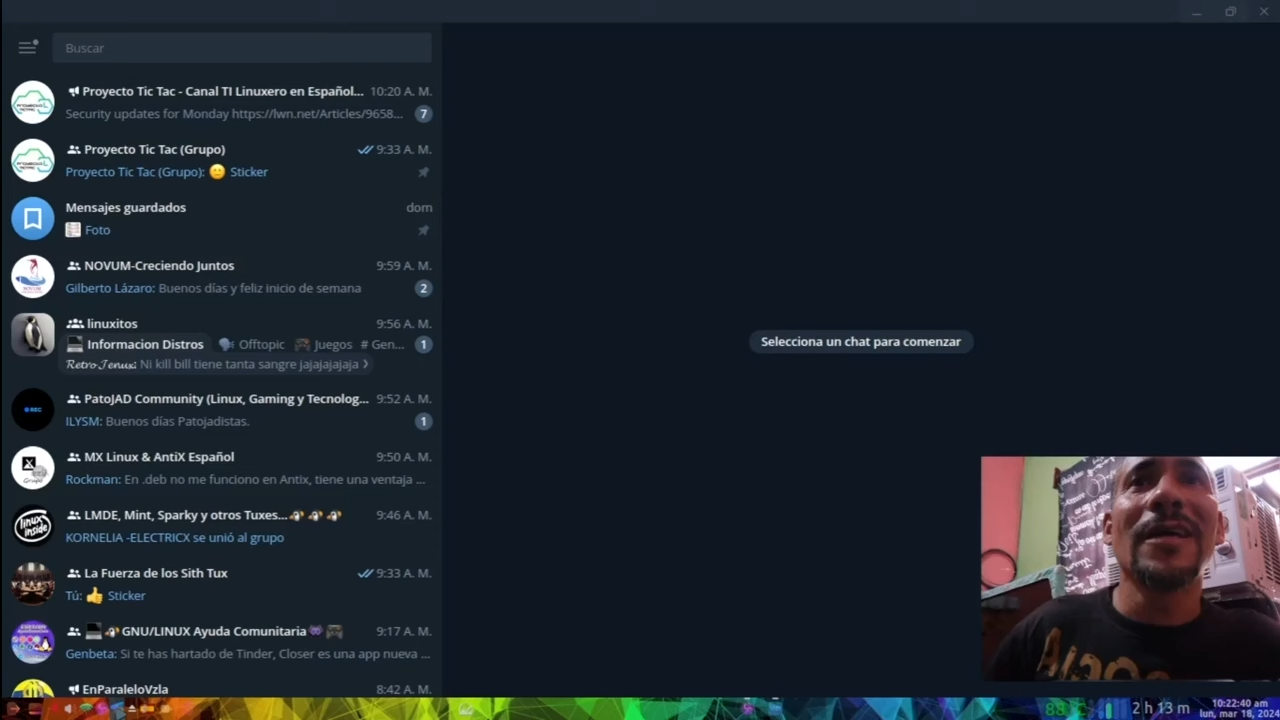 Buscar
Proyecto Tic Tac - Canal TI Linuxero en Español... 10:20 A. M.
Security updates for Monday https://lwn.net/Articles/9658... 7
Proyecto Tic Tac (Grupo) 9:33 A. M.
Proyecto Tic Tac (Grupo): 🙂 Sticker
Mensajes guardados dom
Foto
NOVUM-Creciendo Juntos 9:59 A. M.
Gilberto Lázaro: Buenos días y feliz inicio de semana 2
linuxitos 9:56 A. M.
Informacion Distros Offtopic Juegos # Gen... 1
RetroJenux: Ni kill bill tiene tanta sangre jajajajajaja
PatoJAD Community (Linux, Gaming y Tecnolog... 9:52 A. M.
ILYSM: Buenos días Patojadistas. 1
MX Linux & AntiX Español 9:50 A. M.
Rockman: En .deb no me funciono en Antix, tiene una ventaja ...
LMDE, Mint, Sparky y otros Tuxes... 9:46 A. M.
KORNELIA -ELECTRICX se unió al grupo
La Fuerza de los Sith Tux 9:33 A. M.
Tú: 👍 Sticker
GNU/LINUX Ayuda Comunitaria 9:17 A. M.
Genbeta: Si te has hartado de Tinder, Closer es una app nueva ...
EnParaleloVzla 8:42 A. M.
Selecciona un chat para comenzar
linux inside
REC
2 h 13 m
10:22:40 am
lun, mar 18, 2024